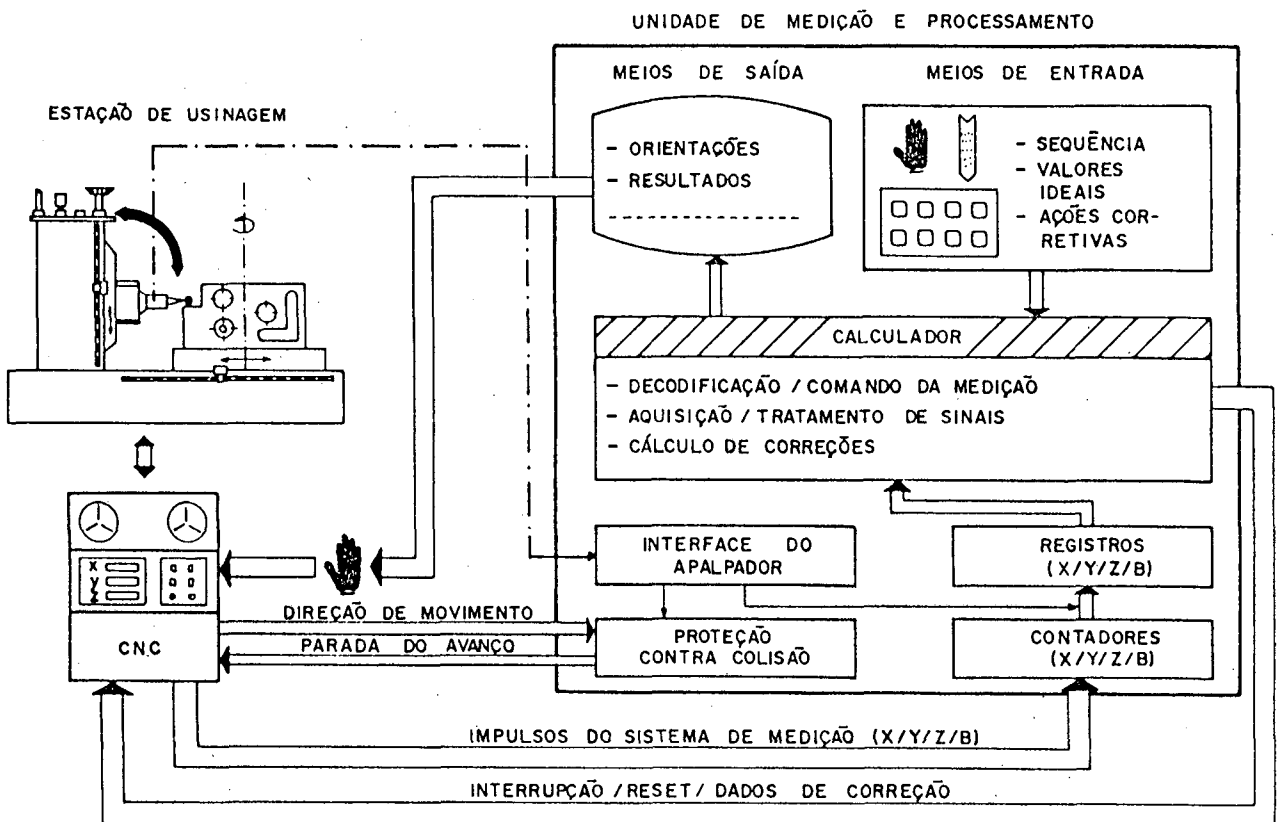 UNIDADE DE MEDIÇÃO E PROCESSAMENTO
MEIOS DE SAÍDA
MEIOS DE ENTRADA
ESTAÇÃO DE USINAGEM
- ORIENTAÇÕES
- RESULTADOS
- SEQUÊNCIA
- VALORES
IDEAIS
- AÇÕES COR-
RETIVAS
CALCULADOR
- DECODIFICAÇÃO / COMANDO DA MEDIÇÃO
- AQUISIÇÃO / TRATAMENTO DE SINAIS
- CÁLCULO DE CORREÇÕES
INTERFACE DO
APALPADOR
REGISTROS
(X/Y/Z/B)
X
Y
Z
DIREÇÃO DE MOVIMENTO
PARADA DO AVANÇO
C N.C
PROTEÇÃO
CONTRA COLISÃO
CONTADORES
(X/Y/Z/B)
IMPULSOS DO SISTEMA DE MEDIÇÃO (X/Y/Z/B)
INTERRUPÇÃO /RESET/ DADOS DE CORREÇÃO